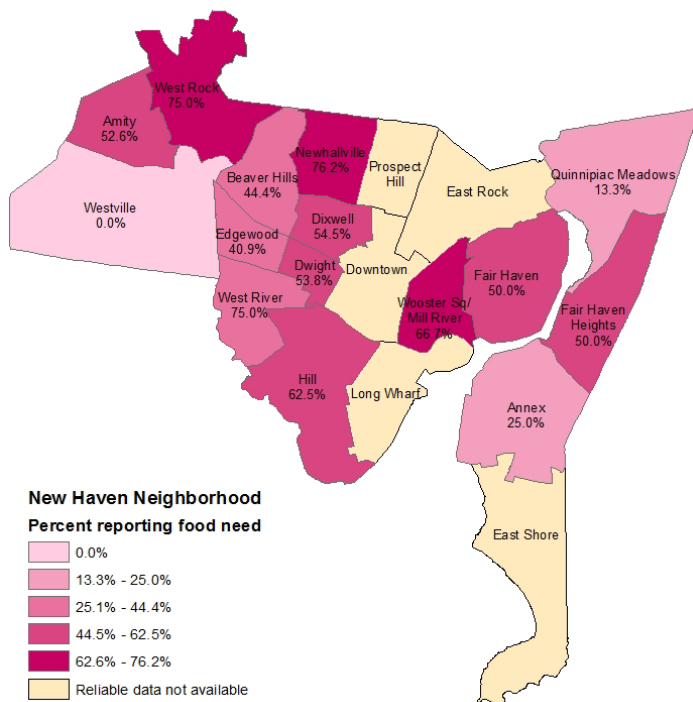 West Rock
75.0%
Amity
52.6%
Newhallville
76.2%
Prospect
Hill
Beaver Hills
44.4%
Quinnipiac Meadows
13.3%
East Rock
Westville
0.0%
Dixwell
54.5%
Edgewood
40.9%
Dwight
53.8%
Downtown
Fair Haven
50.0%
West River
75.0%
Wooster Sq/
Mill River
66.7%
Fair Haven
Heights
50.0%
Hill
62.5%
Long Wharf
Annex
25.0%
East Shore
New Haven Neighborhood
Percent reporting food need
0.0%
13.3% - 25.0%
25.1% - 44.4%
44.5% - 62.5%
62.6% - 76.2%
Reliable data not available